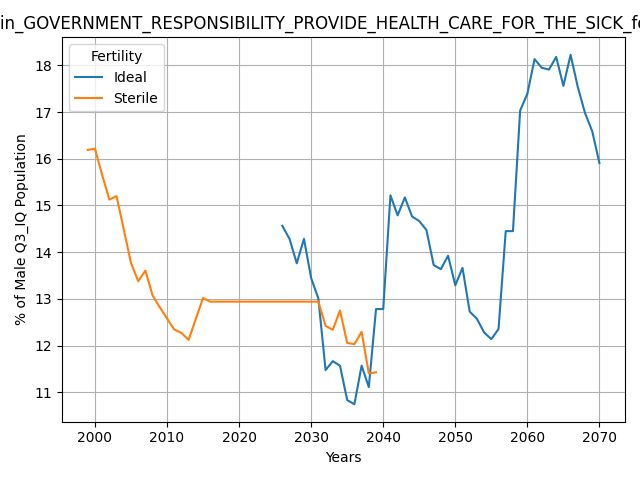 in_GOVERNMENT_RESPONSIBILITY_PROVIDE_HEALTH_CARE_FOR_THE_SICK_f
Fertility
Ideal
Sterile
% of Male Q3_IQ Population
18
17
16
15
14
13
12
11
2000 2010 2020 2030 2040 2050 2060 2070
Years